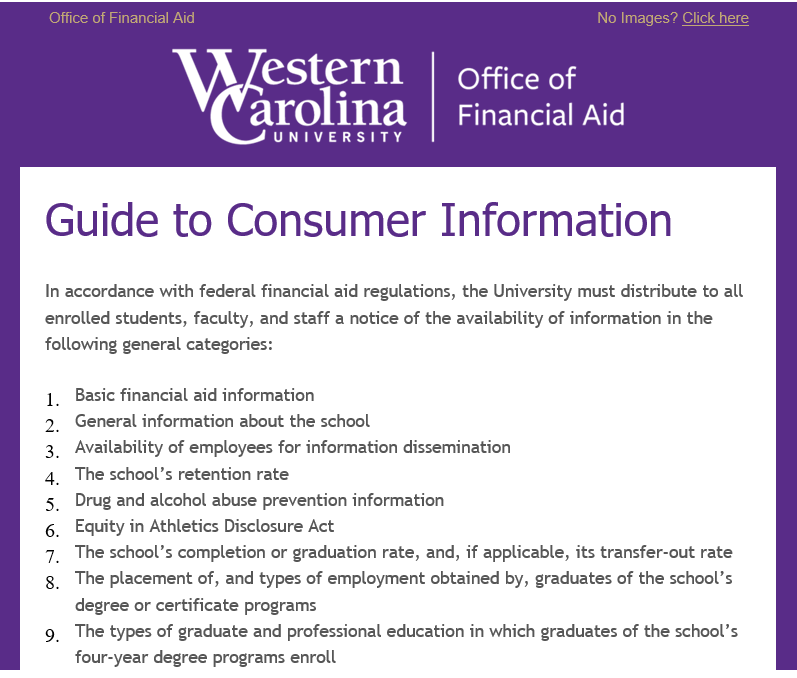 Office of Financial Aid
No Images? Click here
Western
Carolina
UNIVERSITY
Office of
Financial Aid
Guide to Consumer Information
In accordance with federal financial aid regulations, the University must distribute to all
enrolled students, faculty, and staff a notice of the availability of information in the
following general categories:
1. Basic financial aid information
2. General information about the school
3. Availability of employees for information dissemination
4. The school’s retention rate
5. Drug and alcohol abuse prevention information
6. Equity in Athletics Disclosure Act
7. The school’s completion or graduation rate, and, if applicable, its transfer-out rate
8. The placement of, and types of employment obtained by, graduates of the school’s
degree or certificate programs
9. The types of graduate and professional education in which graduates of the school’s
four-year degree programs enroll